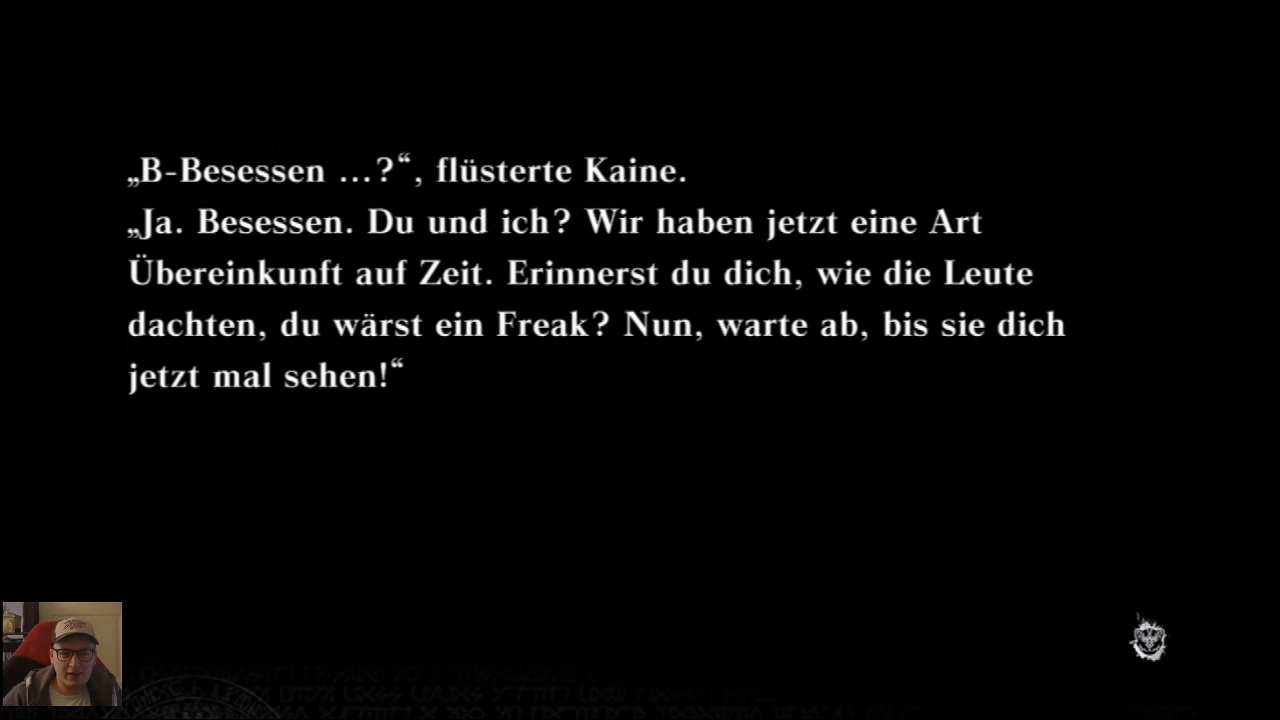 „B-Besessen ...?“, flüsterte Kaine.
„Ja. Besessen. Du und ich? Wir haben jetzt eine Art
Übereinkunft auf Zeit. Erinnerst du dich, wie die Leute
dachten, du wärst ein Freak? Nun, warte ab, bis sie dich
jetzt mal sehen!“